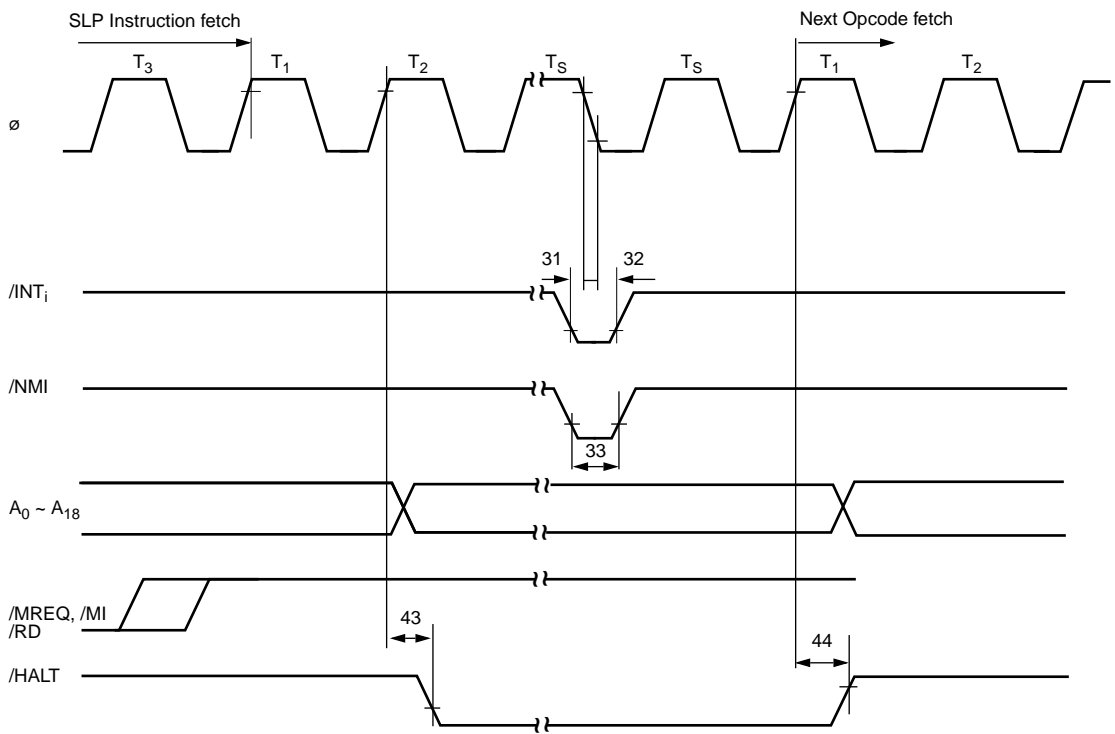 SLP Instruction fetch
Next Opcode fetch
T3 T1 T2 TS TS T1 T2
ø
31 32
/INTi
/NMI
33
A0 ~ A18
/MREQ, /MI
/RD
43 44
/HALT